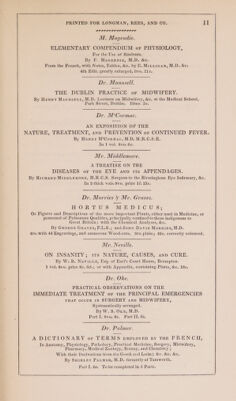 PRINTED FOR LONGMAN, REES, AND CO. 11
M. Magendie.
ELEMENTARY COMPENDIUM OF PHYSIOLOGY,
For the Use of Students.
By F. MAGENDIE, M.D. &c.
From the French, with Notes, Tables, &c. by E. MILLIGAN, M.D. &c.
4th Edit. greatly enlarged, 8vo. 21s.
Dr. Maunsell.
THE DUBLIN PRACTICE OF MIDWIFERY.
By HENRY MAUNSELL, M.D. Lecturer on Midwifery, &c. at the Medical School,
Park Street, Dublin. 12mo.
Dr. M'Cormac.
AN EXPOSITION OF THE
NATURE, TREATMENT, AND PREVENTION OF CONTINUED FEVER.
By HENRY M'CORMAC, M.D.
In 1 vol. 8vo.
Mr. Middlemore.
A TREATISE ON THE
DISEASES OF THE EYE AND ITS APPENDAGES.
By RICHARD MIDDLEMORE, M.R.C.S. Surgeon to the Birmingham Eye Infirmary, &c.
In 2 thick vols. 8vo. price 1l. 15s.
Dr. Harries & Mr. Graves.
HORTUS MEDICUS;
Or Figures and Descriptions of the more Important Plants, either used in Medicine, or
possessed of Poisonous Qualities, principally confined to those indigenous to
Great Britain: with the Chemical Analyses, &c.
By GEORGE GRAVES, F.L.S.; and JOHN DAVIE M.D.
4to. with 44 Engravings, and numerous Wood-cuts, plain; coloured.
Mr. Neville.
ON INSANITY; ITS NATURE, CAUSES, AND CURE.
By W. B. NEVILLE, Esq. of Earl's Court House, Brompton.
1 vol. 8vo. price or with Appendix, containing Plates, &c.
Dr. Oke.
PRACTICAL OBSERVATIONS ON THE
IMMEDIATE TREATMENT OF THE PRINCIPAL EMERGENCIES
THAT OCCUR IN SURGERY AND MIDWIFERY,
Systematically arranged.
By W. S. OKE, M.D.
Part I. 8vo. Part II.
Dr. Palmer.
A DICTIONARY OF TERMS EMPLOYED BY THE FRENCH,
In Anatomy, Physiology, Pathology, Practical Medicine, Surgery, Midwifery,
Pharmacy, Medical Zoology, Botany, and Chemistry;
With their Derivations from the Greek and Latin: &c. &c. &c.
By SHIRLEY PALMER, M.D. formerly of Tamworth.
Part I. 8s. To be completed in 3 Parts.